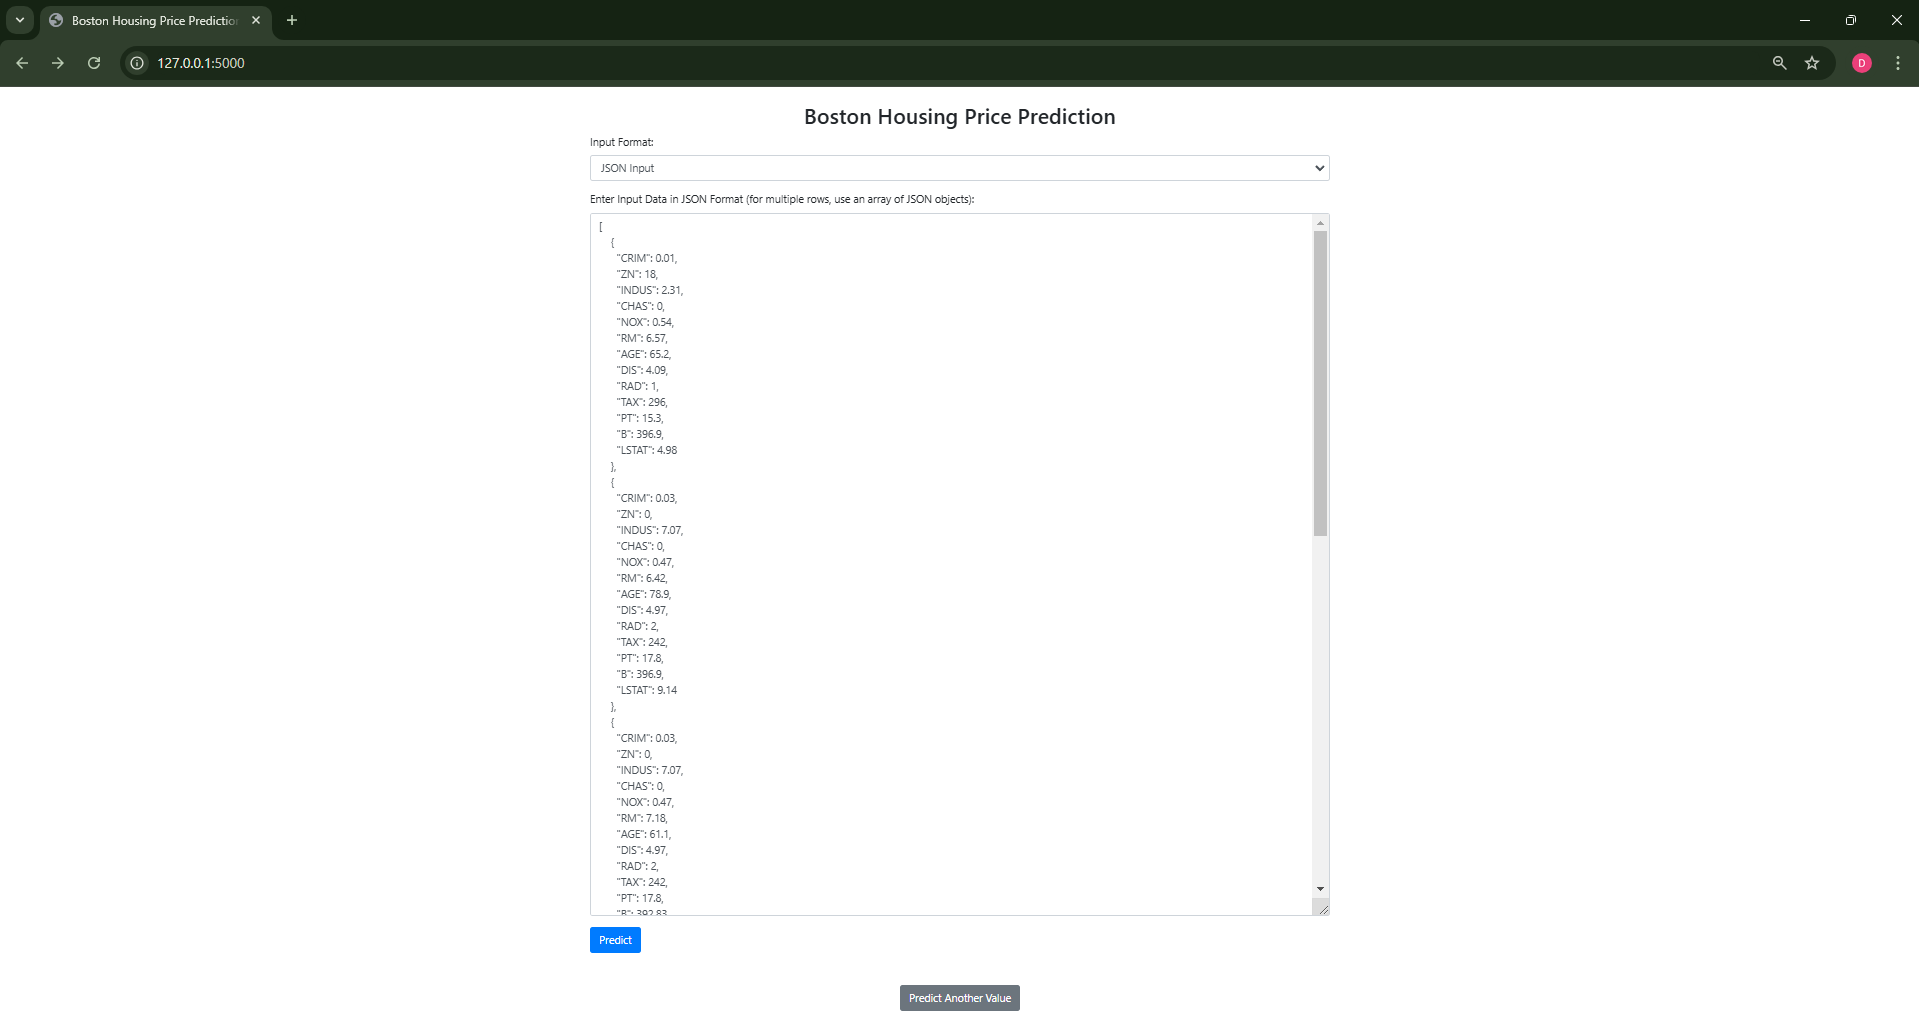 Boston Housing Price Prediction
127.0.0.1:5000
D
Boston Housing Price Prediction
Input Format:
JSON Input
Enter Input Data in JSON Format (for multiple rows, use an array of JSON objects):
[
{
"CRIM": 0.01,
"ZN": 18,
"INDUS": 2.31,
"CHAS": 0,
"NOX": 0.54,
"RM": 6.57,
"AGE": 65.2,
"DIS": 4.09,
"RAD": 1,
"TAX": 296,
"PT": 15.3,
"B": 396.9,
"LSTAT": 4.98
},
{
"CRIM": 0.03,
"ZN": 0,
"INDUS": 7.07,
"CHAS": 0,
"NOX": 0.47,
"RM": 6.42,
"AGE": 78.9,
"DIS": 4.97,
"RAD": 2,
"TAX": 242,
"PT": 17.8,
"B": 396.9,
"LSTAT": 9.14
},
{
"CRIM": 0.03,
"ZN": 0,
"INDUS": 7.07,
"CHAS": 0,
"NOX": 0.47,
"RM": 7.18,
"AGE": 61.1,
"DIS": 4.97,
"RAD": 2,
"TAX": 242,
"PT": 17.8,
"B": 392.83
Predict
Predict Another Value